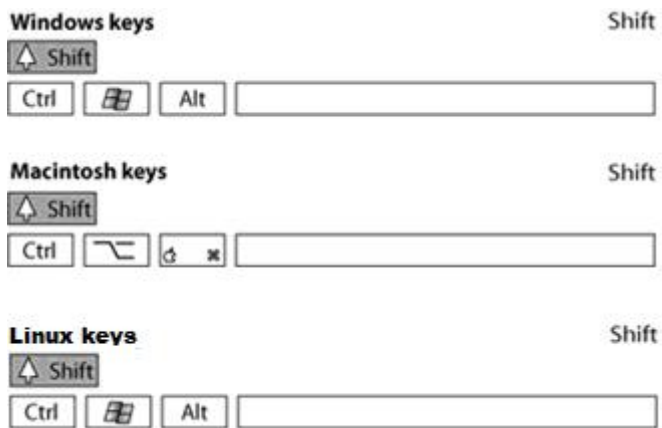 Windows keys Shift
Shift
Ctrl Alt
Macintosh keys Shift
Shift
Ctrl ⌥ ⌘
Linux keys Shift
Shift
Ctrl Alt